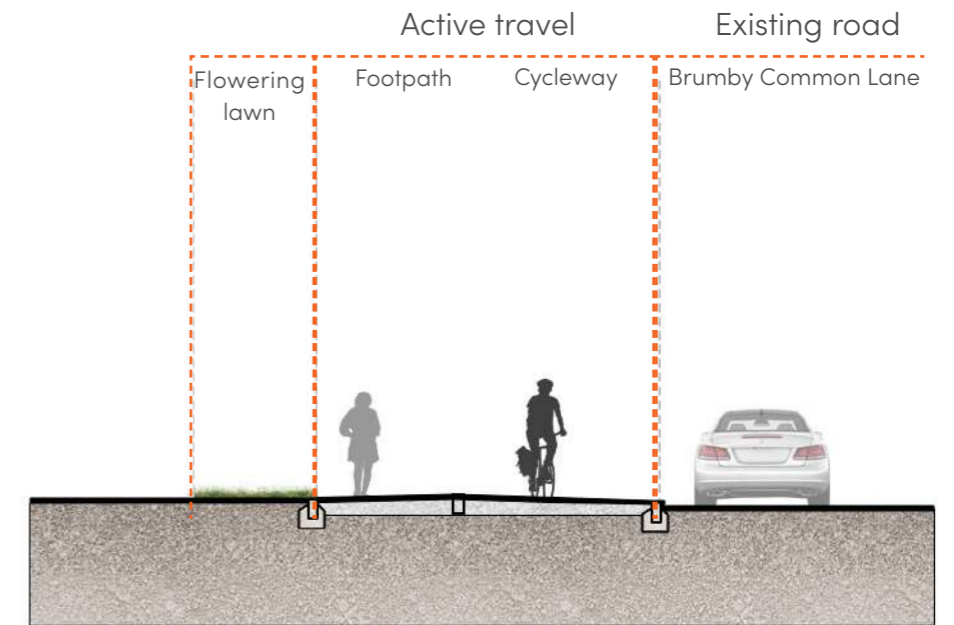 Active travel
Existing road
Flowering
lawn
Footpath
Cycleway
Brumby Common Lane